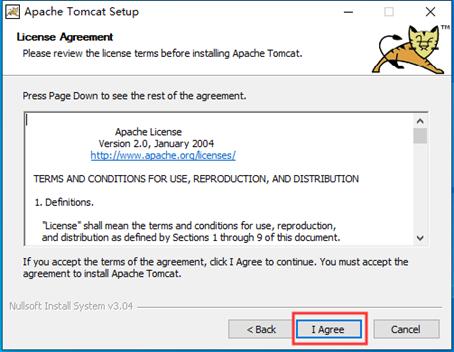 Apache Tomcat Setup
License Agreement
Please review the license terms before installing Apache Tomcat.
TM
Press Page Down to see the rest of the agreement.
Apache License
Version 2.0, January 2004
http://www.apache.org/licenses/
TERMS AND CONDITIONS FOR USE, REPRODUCTION, AND DISTRIBUTION
1. Definitions.
"License" shall mean the terms and conditions for use, reproduction,
and distribution as defined by Sections 1 through 9 of this document.
If you accept the terms of the agreement, click I Agree to continue. You must accept the
agreement to install Apache Tomcat.
Nullsoft Install System v3.04
< Back
I Agree
Cancel